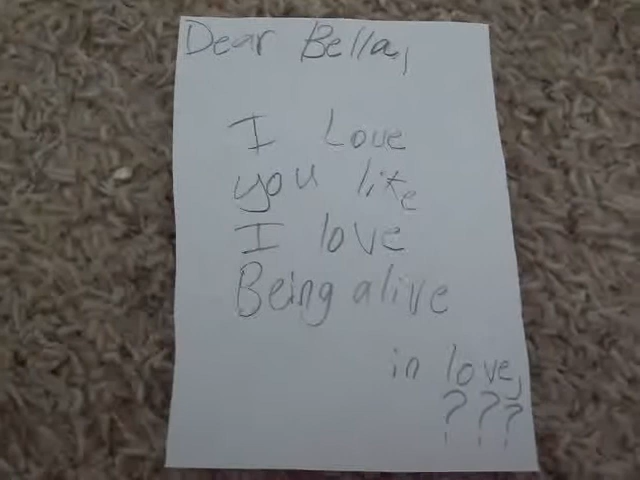 Dear Bella,
I Love
you like
I love
Being alive
in love,
???